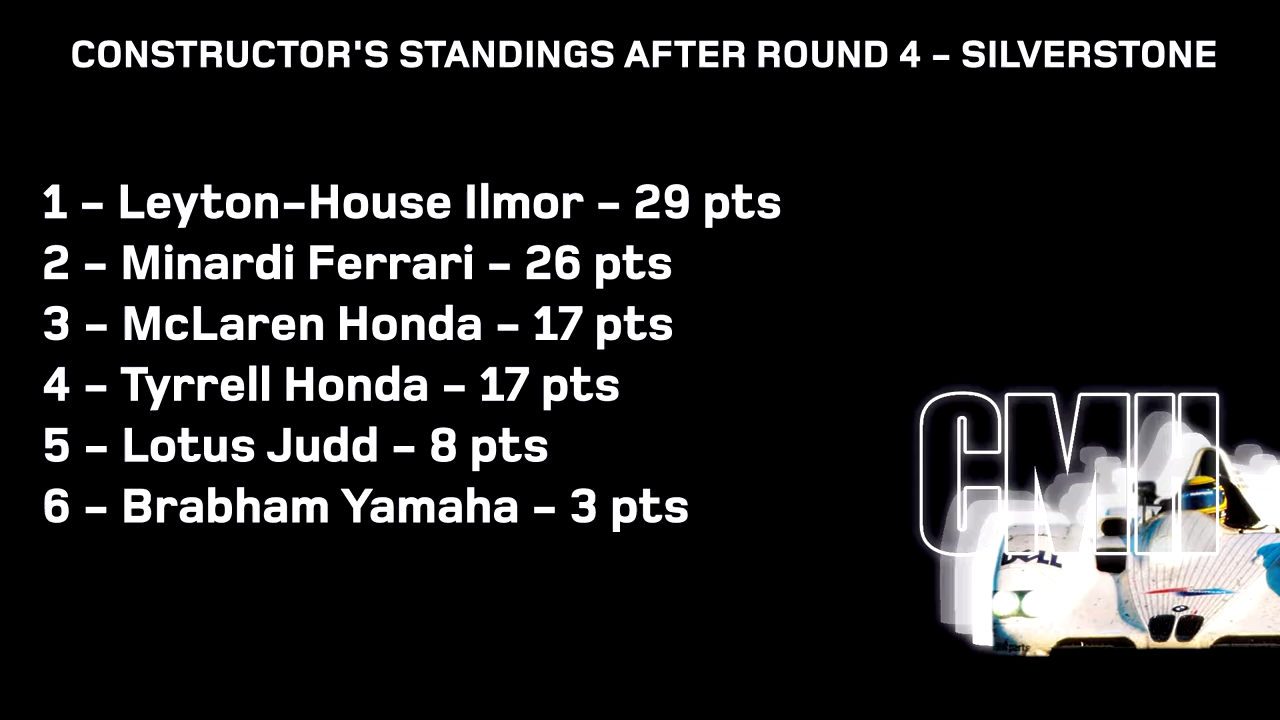 CONSTRUCTOR'S STANDINGS AFTER ROUND 4 – SILVERSTONE
1 – Leyton-House Ilmor – 29 pts
2 – Minardi Ferrari – 26 pts
3 – McLaren Honda – 17 pts
4 – Tyrrell Honda – 17 pts
5 – Lotus Judd – 8 pts
6 – Brabham Yamaha – 3 pts
CMII
DELL